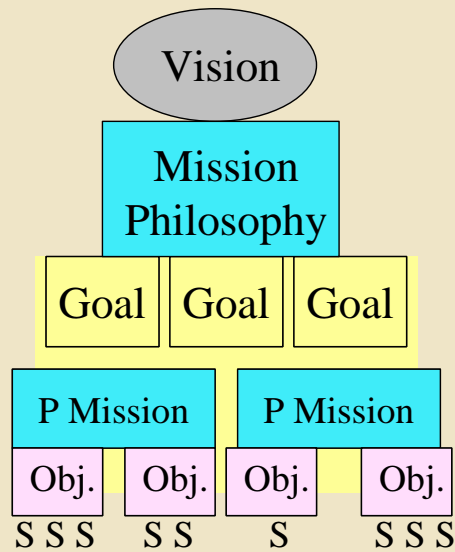 Vision
Mission
Philosophy
Goal Goal Goal
P Mission P Mission
Obj. Obj. Obj. Obj.
S S S S S S S S S